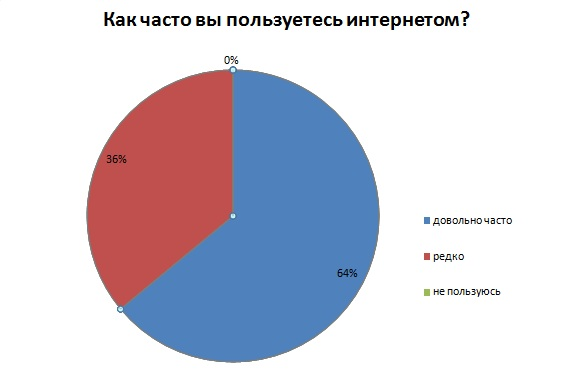 Как часто вы пользуетесь интернетом?
0%
36%
64%
довольно часто
редко
не пользуюсь